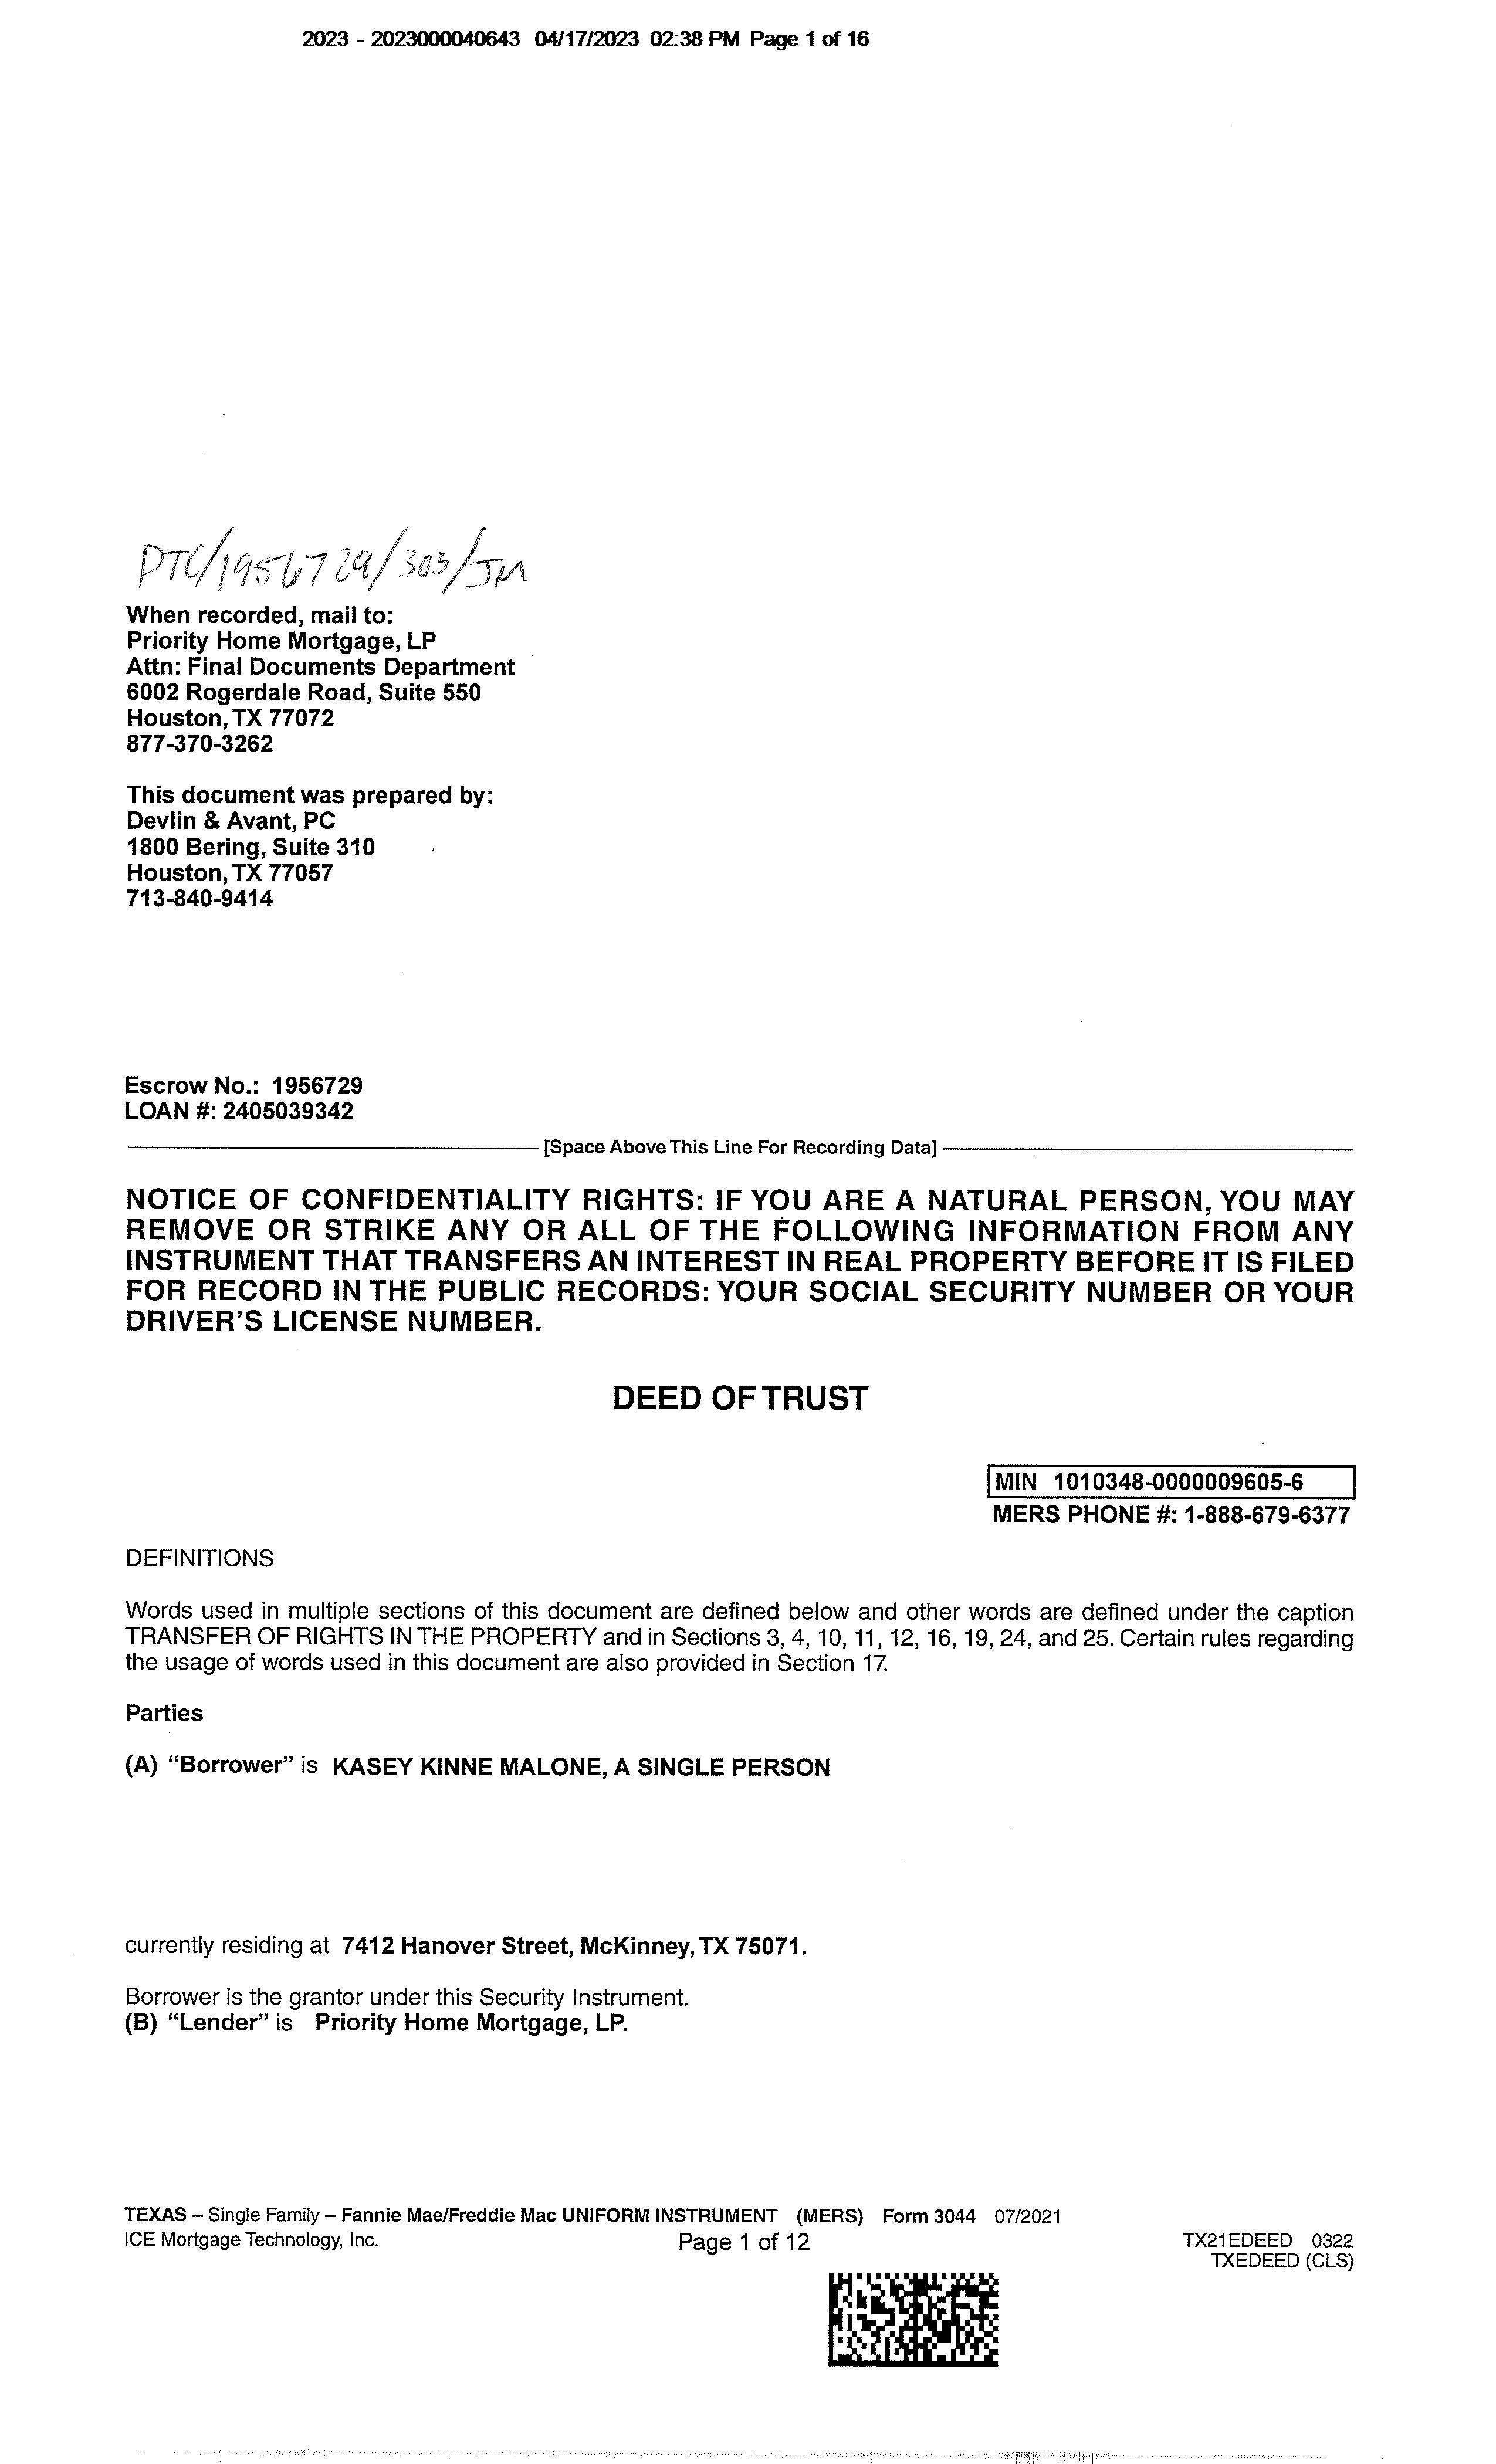 2023 - 2023000040643 04/17/2023 02:38 PM Page 1 of 16
PTC/1956729/303/JM
When recorded, mail to:
Priority Home Mortgage, LP
Attn: Final Documents Department
6002 Rogerdale Road, Suite 550
Houston, TX 77072
877-370-3262
This document was prepared by:
Devlin & Avant, PC
1800 Bering, Suite 310
Houston, TX 77057
713-840-9414
Escrow No.: 1956729
LOAN #: 2405039342
[Space Above This Line For Recording Data]
NOTICE OF CONFIDENTIALITY RIGHTS: IF YOU ARE A NATURAL PERSON, YOU MAY
REMOVE OR STRIKE ANY OR ALL OF THE FOLLOWING INFORMATION FROM ANY
INSTRUMENT THAT TRANSFERS AN INTEREST IN REAL PROPERTY BEFORE IT IS FILED
FOR RECORD IN THE PUBLIC RECORDS: YOUR SOCIAL SECURITY NUMBER OR YOUR
DRIVER'S LICENSE NUMBER.
DEED OF TRUST
MIN 1010348-0000009605-6
MERS PHONE #: 1-888-679-6377
DEFINITIONS
Words used in multiple sections of this document are defined below and other words are defined under the caption
TRANSFER OF RIGHTS IN THE PROPERTY and in Sections 3, 4, 10, 11, 12, 16, 19, 24, and 25. Certain rules regarding
the usage of words used in this document are also provided in Section 17.
Parties
(A) “Borrower” is KASEY KINNE MALONE, A SINGLE PERSON
currently residing at 7412 Hanover Street, McKinney, TX 75071.
Borrower is the grantor under this Security Instrument.
(B) “Lender” is Priority Home Mortgage, LP.
TEXAS – Single Family – Fannie Mae/Freddie Mac UNIFORM INSTRUMENT (MERS) Form 3044 07/2021
ICE Mortgage Technology, Inc. Page 1 of 12 TX21EDEED 0322
TXEDEED (CLS)